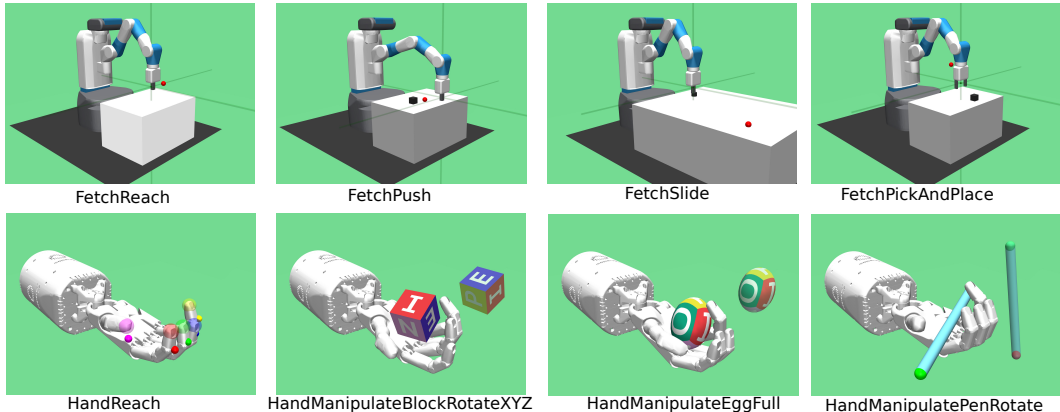 FetchReach
FetchPush
FetchSlide
FetchPickAndPlace
I
E
N
E
P
I
O
HandReach
HandManipulateBlockRotateXYZ
HandManipulateEggFull
HandManipulatePenRotate